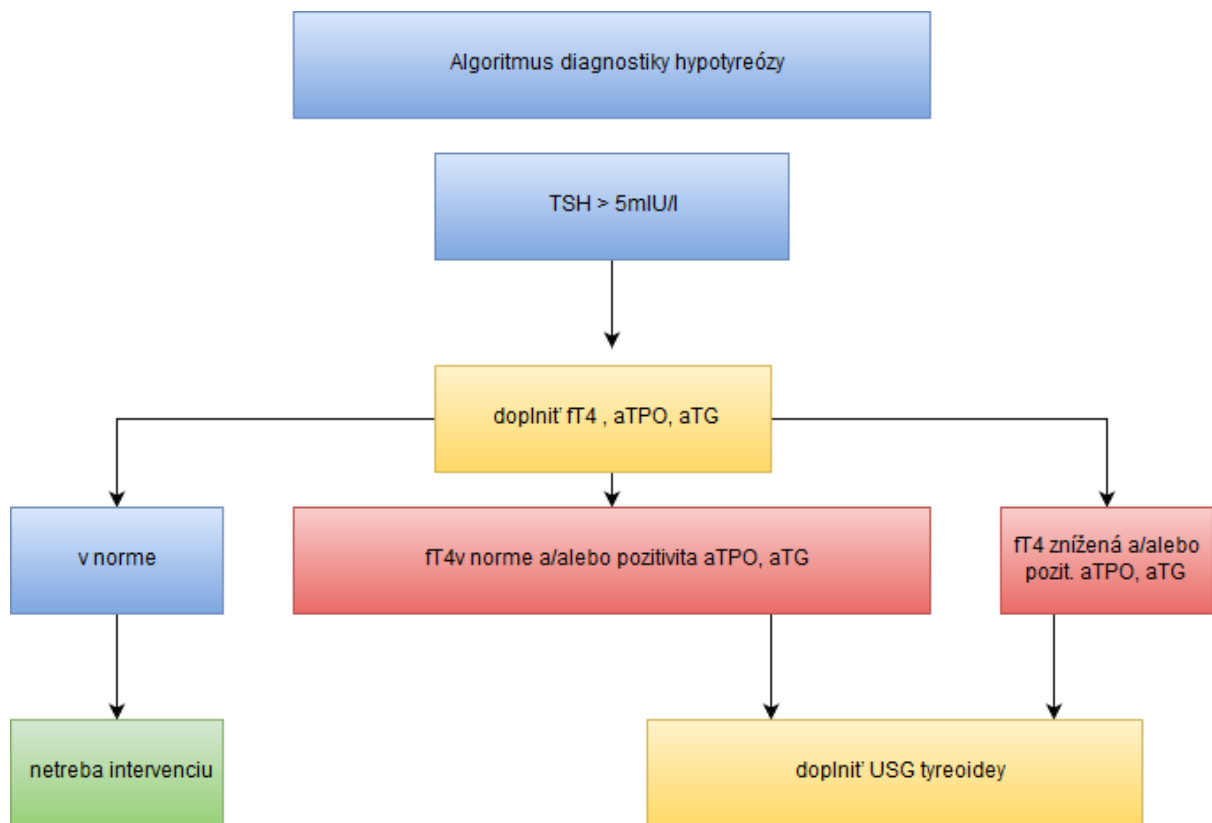 Algoritmus diagnostiky hypotyreózy
TSH > 5mIU/l
doplniť fT4 , aTPO, aTG
v norme
fT4v norme a/alebo pozitivita aTPO, aTG
fT4 znížená a/alebo
pozit. aTPO, aTG
netreba intervenciu
doplniť USG tyreoidey